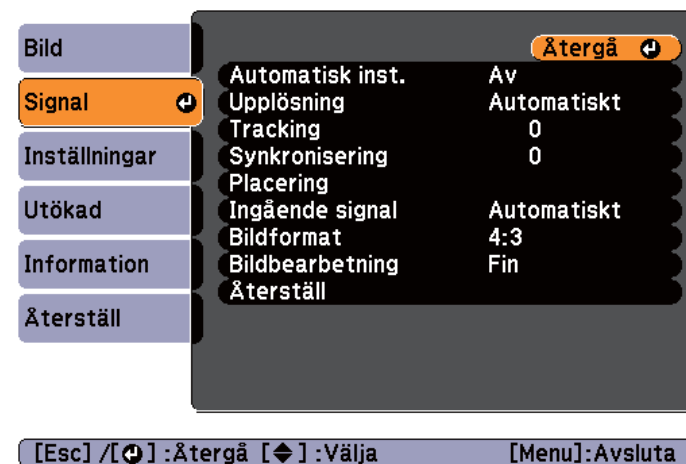 Bild
Signal
Inställningar
Utökad
Information
Återställ
Återgå
Automatisk inst. Av
Upplösning Automatiskt
Tracking 0
Synkronisering 0
Placering
Ingående signal Automatiskt
Bildformat 4:3
Bildbearbetning Fin
Återställ
[Esc] /[⏎] :Återgå [◆] :Välja [Menu]:Avsluta